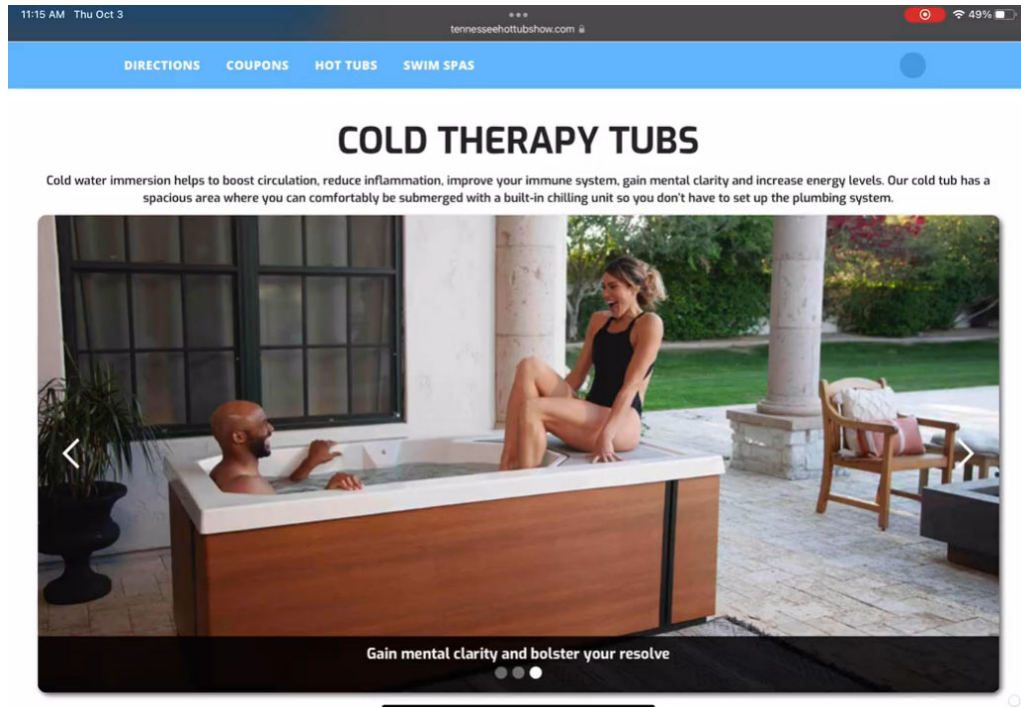 11:15 AM Thu Oct 3
tennesseehottubshow.com
49%
DIRECTIONS COUPONS HOT TUBS SWIM SPAS
COLD THERAPY TUBS
Cold water immersion helps to boost circulation, reduce inflammation, improve your immune system, gain mental clarity and increase energy levels. Our cold tub has a
spacious area where you can comfortably be submerged with a built-in chilling unit so you don't have to set up the plumbing system.
Gain mental clarity and bolster your resolve